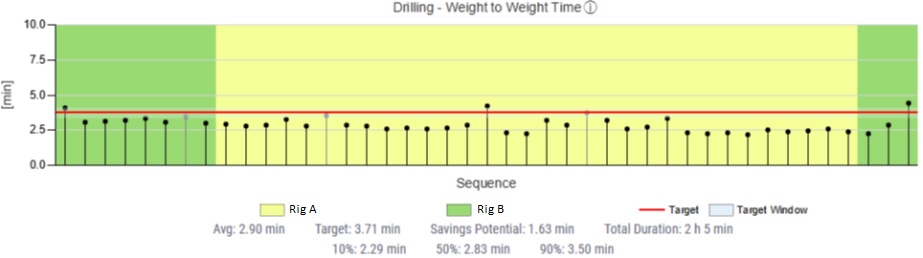 Drilling - Weight to Weight Time ⓘ
10.0
7.5
5.0
2.5
0.0
[min]
Sequence
Rig A Rig B Target Target Window
Avg: 2.90 min Target: 3.71 min Savings Potential: 1.63 min Total Duration: 2 h 5 min
10%: 2.29 min 50%: 2.83 min 90%: 3.50 min